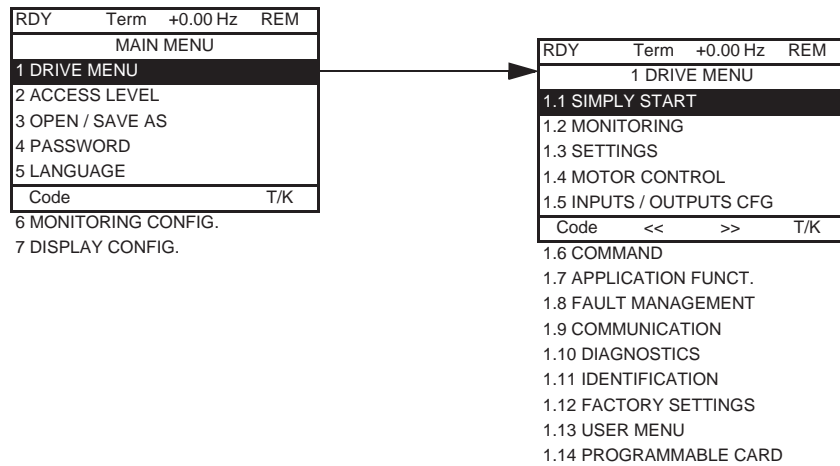 RDY Term +0.00 Hz REM
MAIN MENU
1 DRIVE MENU
2 ACCESS LEVEL
3 OPEN / SAVE AS
4 PASSWORD
5 LANGUAGE
Code T/K
6 MONITORING CONFIG.
7 DISPLAY CONFIG.
RDY Term +0.00 Hz REM
1 DRIVE MENU
1.1 SIMPLY START
1.2 MONITORING
1.3 SETTINGS
1.4 MOTOR CONTROL
1.5 INPUTS / OUTPUTS CFG
Code << >> T/K
1.6 COMMAND
1.7 APPLICATION FUNCT.
1.8 FAULT MANAGEMENT
1.9 COMMUNICATION
1.10 DIAGNOSTICS
1.11 IDENTIFICATION
1.12 FACTORY SETTINGS
1.13 USER MENU
1.14 PROGRAMMABLE CARD